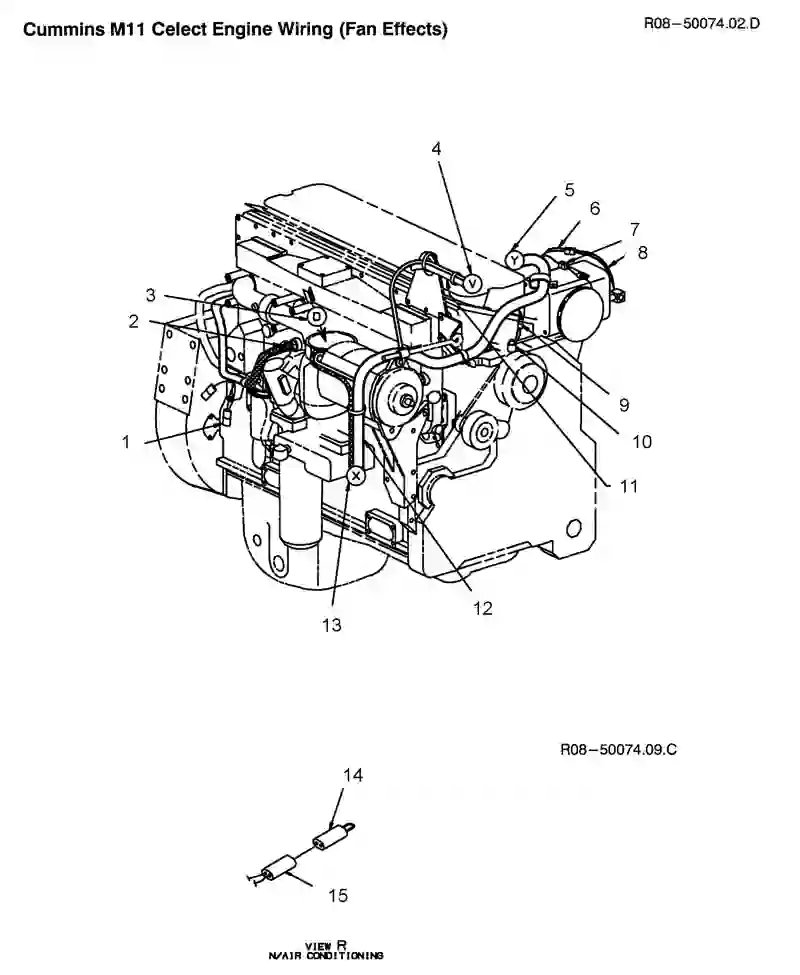 Cummins M11 Celect Engine Wiring (Fan Effects)
R08-50074.02.D
4
5
6
7
8
Y
V
3
D
2
9
10
1
11
X
12
13
R08-50074.09.C
14
15
VIEW R
N/AIR CONDITIONING